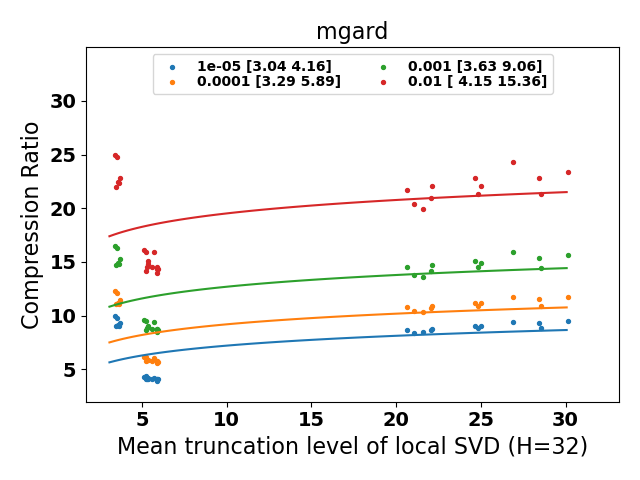 mgard
1e-05 [3.04 4.16]
0.0001 [3.29 5.89]
0.001 [3.63 9.06]
0.01 [ 4.15 15.36]
Compression Ratio
30
25
20
15
10
5
5 10 15 20 25 30
Mean truncation level of local SVD (H=32)